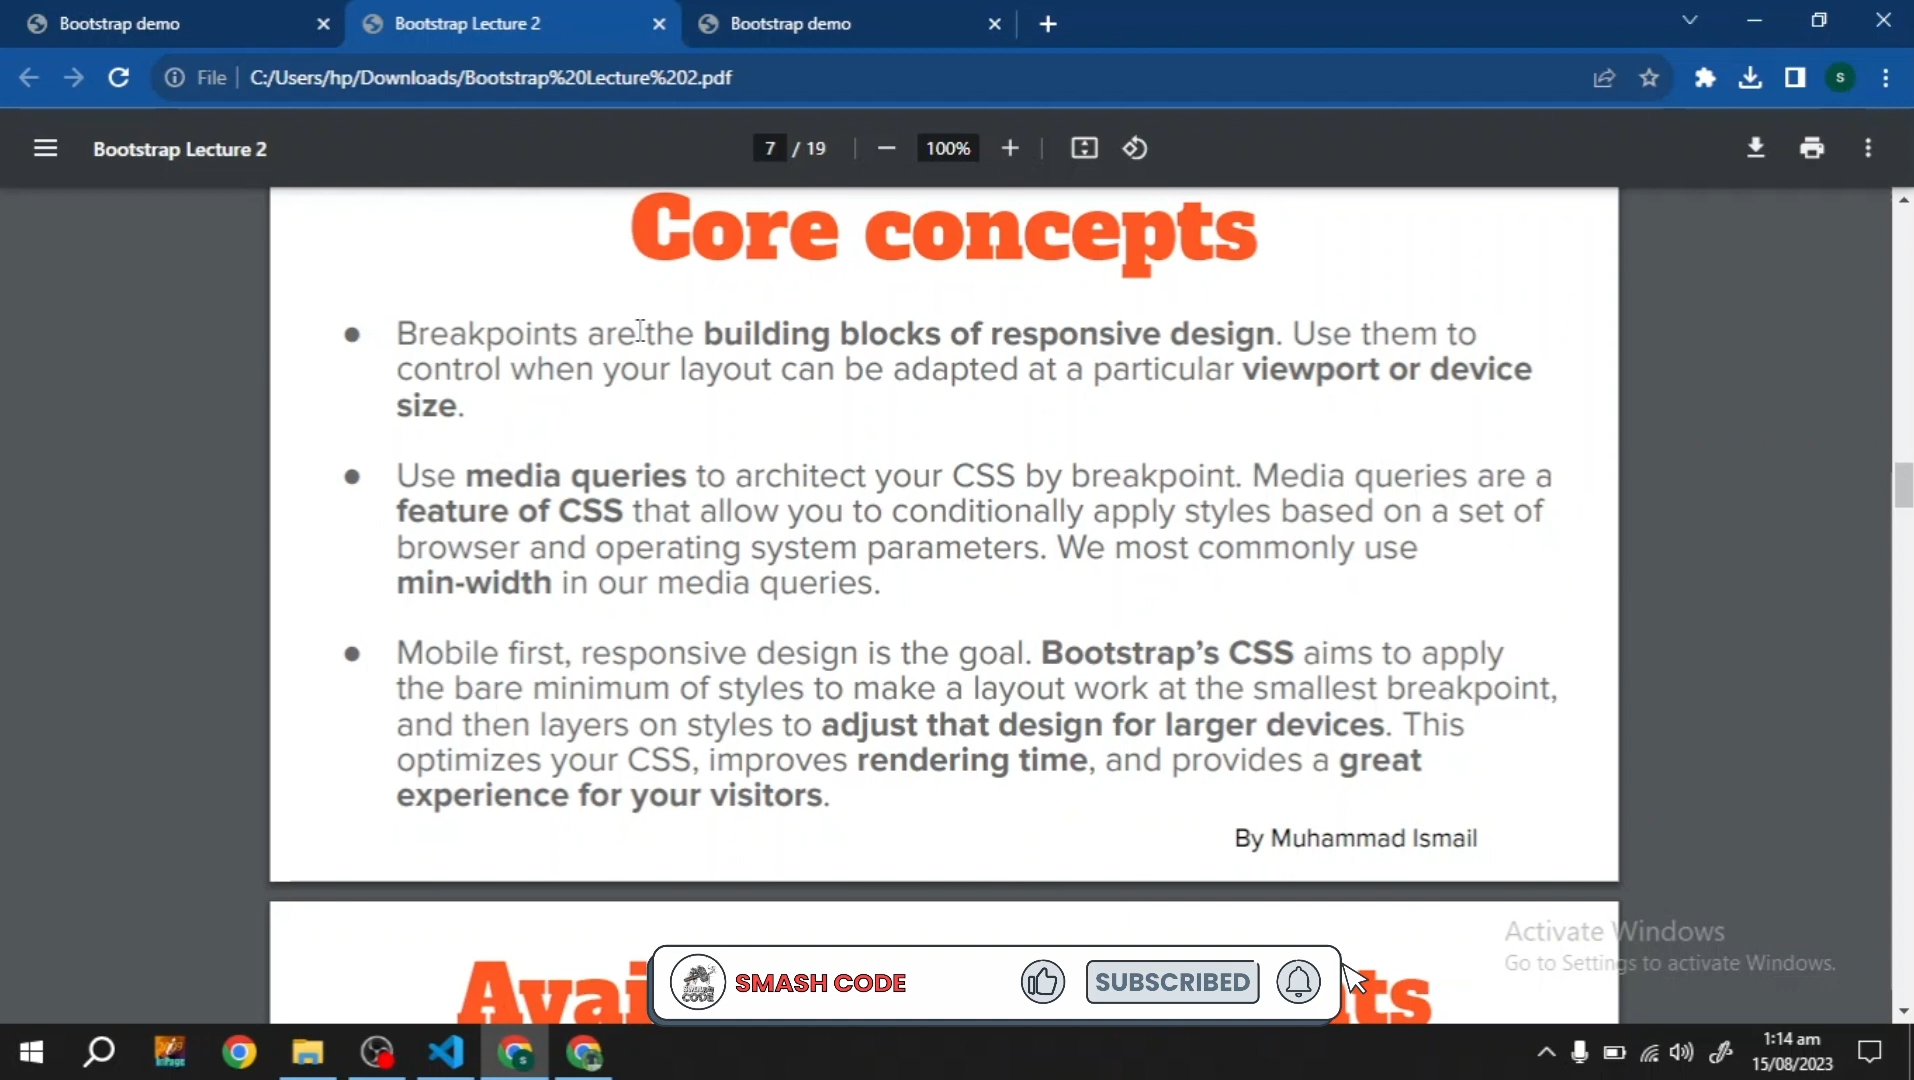 Bootstrap demo
Bootstrap Lecture 2
Bootstrap demo
File
C:/Users/hp/Downloads/Bootstrap%20Lecture%202.pdf
S
Bootstrap Lecture 2
7 / 19
100%
Core concepts
Breakpoints are the building blocks of responsive design. Use them to
control when your layout can be adapted at a particular viewport or device
size.
Use media queries to architect your CSS by breakpoint. Media queries are a
feature of CSS that allow you to conditionally apply styles based on a set of
browser and operating system parameters. We most commonly use
min-width in our media queries.
Mobile first, responsive design is the goal. Bootstrap’s CSS aims to apply
the bare minimum of styles to make a layout work at the smallest breakpoint,
and then layers on styles to adjust that design for larger devices. This
optimizes your CSS, improves rendering time, and provides a great
experience for your visitors.
By Muhammad Ismail
Activate Windows
Go to Settings to activate Windows.
SMASH CODE
SUBSCRIBED
1:14 am
15/08/2023